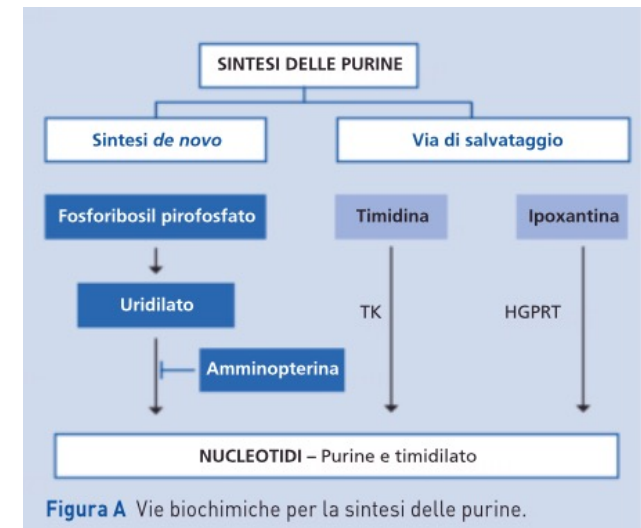 SINTESI DELLE PURINE
Sintesi de novo
Via di salvataggio
Fosforibosil pirofosfato
Timidina
Ipoxantina
Uridilato
TK
HGPRT
Amminopterina
NUCLEOTIDI – Purine e timidilato
Figura A Vie biochimiche per la sintesi delle purine.